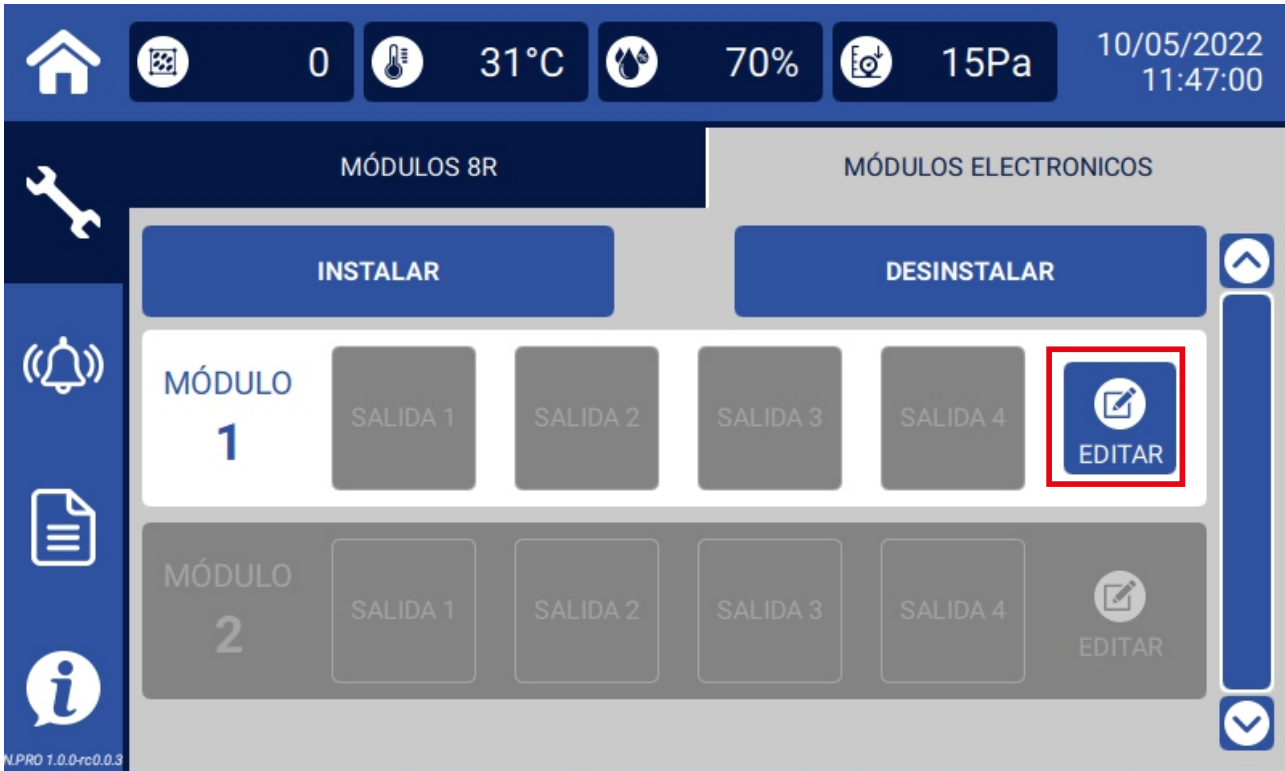 0 31°C 70% 15Pa 10/05/2022
11:47:00
MÓDULOS 8R MÓDULOS ELECTRONICOS
INSTALAR DESINSTALAR
MÓDULO
1
SALIDA 1 SALIDA 2 SALIDA 3 SALIDA 4
EDITAR
MÓDULO
2
SALIDA 1 SALIDA 2 SALIDA 3 SALIDA 4
EDITAR
N.PRO 1.0.0-rc0.0.3